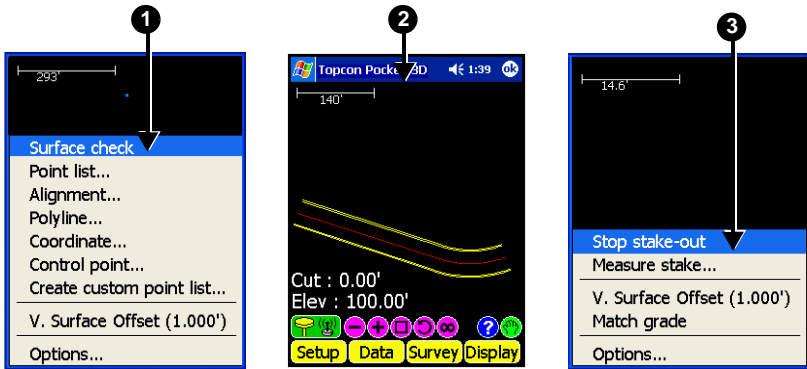 1
293'
Surface check
Point list...
Alignment...
Polyline...
Coordinate...
Control point...
Create custom point list...
V. Surface Offset (1.000')
Options...
2
Topcon Pocket 3D 1:39 ok
140'
Cut : 0.00'
Elev : 100.00'
?
Setup Data Survey Display
3
14.6'
Stop stake-out
Measure stake...
V. Surface Offset (1.000')
Match grade
Options...